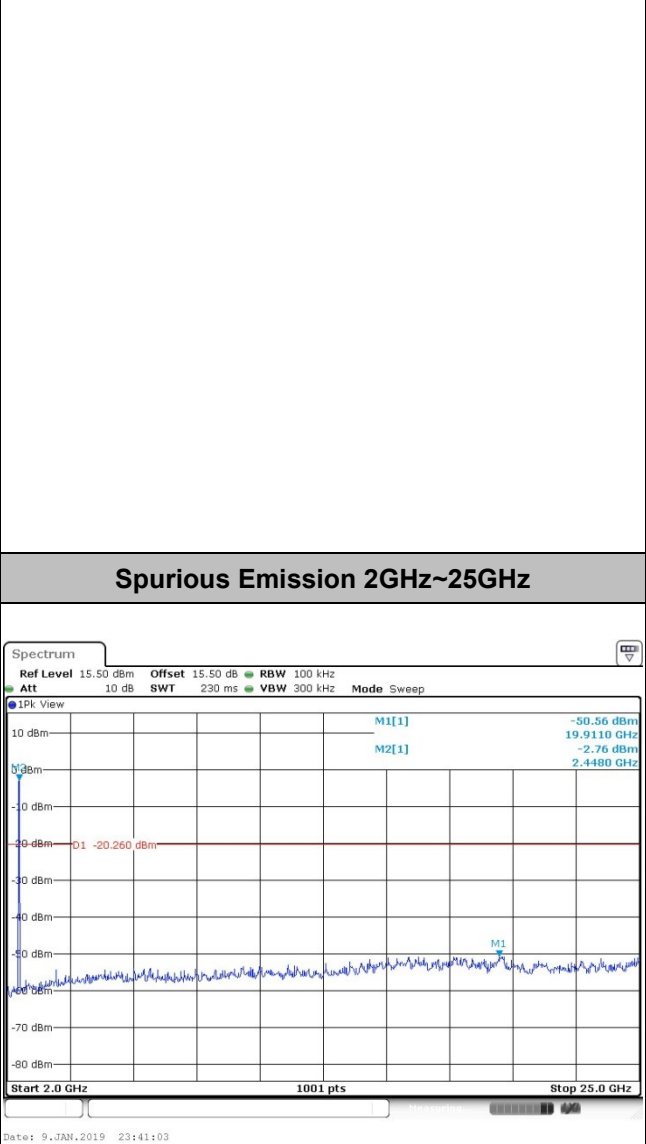 Spurious Emission 2GHz~25GHz
Spectrum
Ref Level 15.50 dBm Offset 15.50 dB RBW 100 kHz
Att 10 dB SWT 230 ms VBW 300 kHz Mode Sweep
1Pk View
M1[1] -50.56 dBm
19.9110 GHz
M2[1] -2.76 dBm
2.4480 GHz
10 dBm
M2
0 dBm
-10 dBm
-20 dBm
D1 -20.260 dBm
-30 dBm
-40 dBm
M1
-50 dBm
-60 dBm
-70 dBm
-80 dBm
Start 2.0 GHz 1001 pts Stop 25.0 GHz
Measuring...
Date: 9.JAN.2019 23:41:03